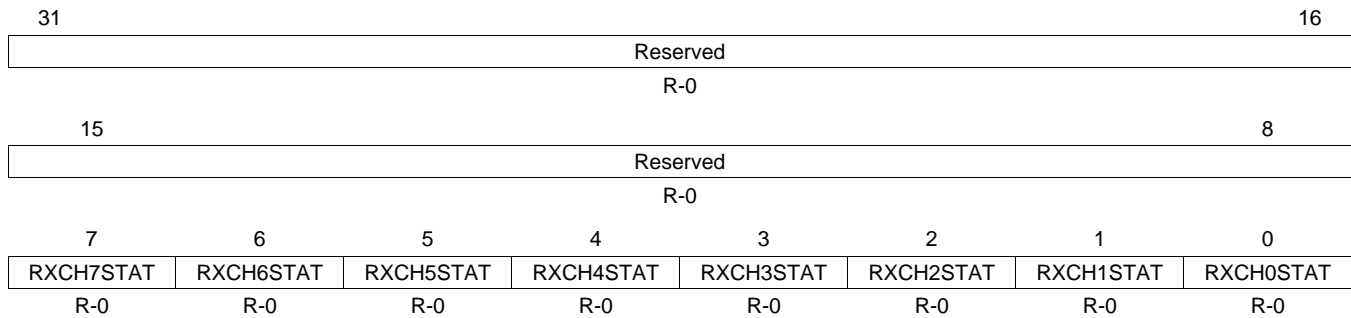 31 16
Reserved
R-0
15 8
Reserved
R-0
7 6 5 4 3 2 1 0
RXCH7STAT RXCH6STAT RXCH5STAT RXCH4STAT RXCH3STAT RXCH2STAT RXCH1STAT RXCH0STAT
R-0 R-0 R-0 R-0 R-0 R-0 R-0 R-0